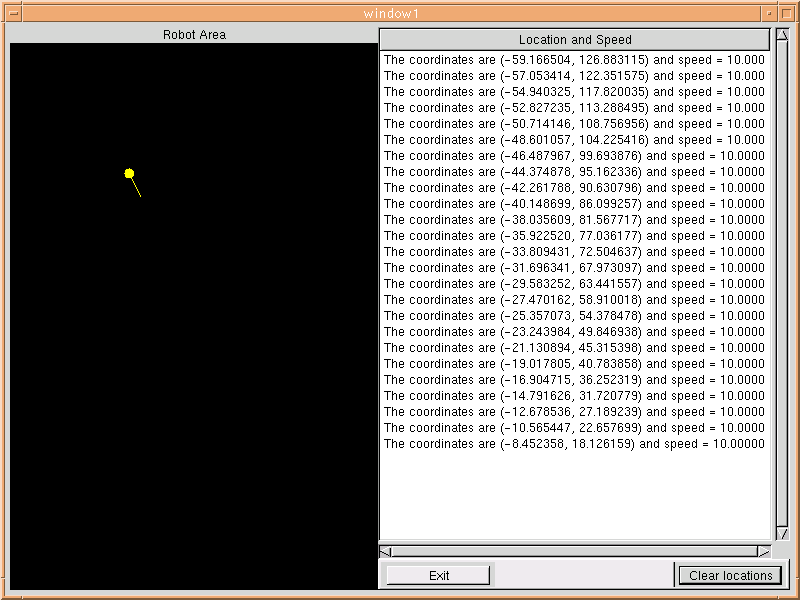 window1
Robot Area
Location and Speed
The coordinates are (-59.166504, 126.883115) and speed = 10.000
The coordinates are (-57.053414, 122.351575) and speed = 10.000
The coordinates are (-54.940325, 117.820035) and speed = 10.000
The coordinates are (-52.827235, 113.288495) and speed = 10.000
The coordinates are (-50.714146, 108.756956) and speed = 10.000
The coordinates are (-48.601057, 104.225416) and speed = 10.000
The coordinates are (-46.487967, 99.693876) and speed = 10.0000
The coordinates are (-44.374878, 95.162336) and speed = 10.0000
The coordinates are (-42.261788, 90.630796) and speed = 10.0000
The coordinates are (-40.148699, 86.099257) and speed = 10.0000
The coordinates are (-38.035609, 81.567717) and speed = 10.0000
The coordinates are (-35.922520, 77.036177) and speed = 10.0000
The coordinates are (-33.809431, 72.504637) and speed = 10.0000
The coordinates are (-31.696341, 67.973097) and speed = 10.0000
The coordinates are (-29.583252, 63.441557) and speed = 10.0000
The coordinates are (-27.470162, 58.910018) and speed = 10.0000
The coordinates are (-25.357073, 54.378478) and speed = 10.0000
The coordinates are (-23.243984, 49.846938) and speed = 10.0000
The coordinates are (-21.130894, 45.315398) and speed = 10.0000
The coordinates are (-19.017805, 40.783858) and speed = 10.0000
The coordinates are (-16.904715, 36.252319) and speed = 10.0000
The coordinates are (-14.791626, 31.720779) and speed = 10.0000
The coordinates are (-12.678536, 27.189239) and speed = 10.0000
The coordinates are (-10.565447, 22.657699) and speed = 10.0000
The coordinates are (-8.452358, 18.126159) and speed = 10.00000
Exit
Clear locations